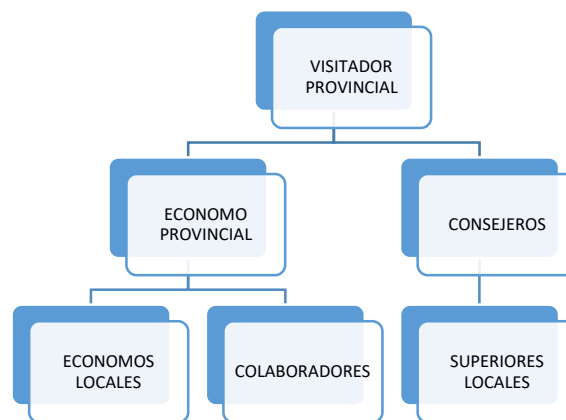 VISITADOR
PROVINCIAL
ECONOMO
PROVINCIAL
CONSEJEROS
ECONOMOS
LOCALES
COLABORADORES
SUPERIORES
LOCALES